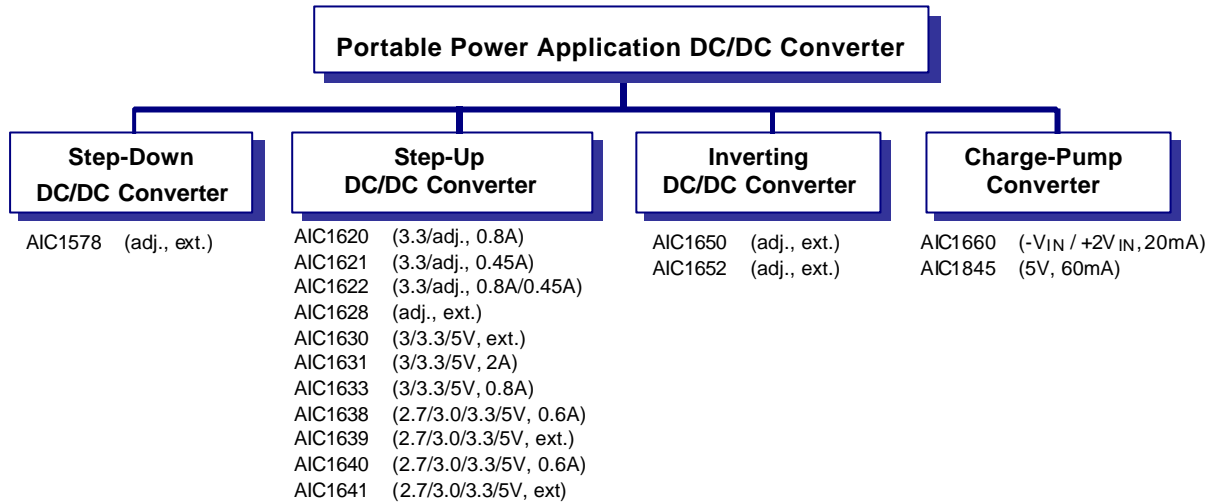 Portable Power Application DC/DC Converter
Step-Down
DC/DC Converter
AIC1578 (adj., ext.)
Step-Up
DC/DC Converter
AIC1620 (3.3/adj., 0.8A)
AIC1621 (3.3/adj., 0.45A)
AIC1622 (3.3/adj., 0.8A/0.45A)
AIC1628 (adj., ext.)
AIC1630 (3/3.3/5V, ext.)
AIC1631 (3/3.3/5V, 2A)
AIC1633 (3/3.3/5V, 0.8A)
AIC1638 (2.7/3.0/3.3/5V, 0.6A)
AIC1639 (2.7/3.0/3.3/5V, ext.)
AIC1640 (2.7/3.0/3.3/5V, 0.6A)
AIC1641 (2.7/3.0/3.3/5V, ext)
Inverting
DC/DC Converter
AIC1650 (adj., ext.)
AIC1652 (adj., ext.)
Charge-Pump
Converter
AIC1660 (-VIN / +2VIN, 20mA)
AIC1845 (5V, 60mA)